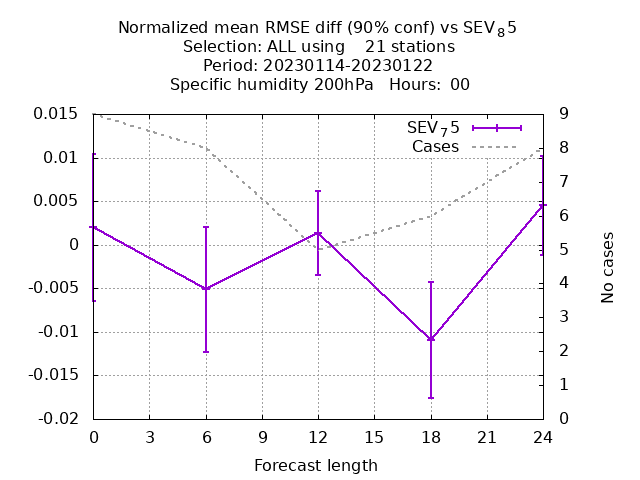 Normalized mean RMSE diff (90% conf) vs SEV₈5
Selection: ALL using    21 stations
Period: 20230114-20230122
Specific humidity 200hPa   Hours:  00
SEV₇5
Cases
0.015
0.01
0.005
0
-0.005
-0.01
-0.015
-0.02
9
8
7
6
5
4
3
2
1
0
No cases
0 3 6 9 12 15 18 21 24
Forecast length